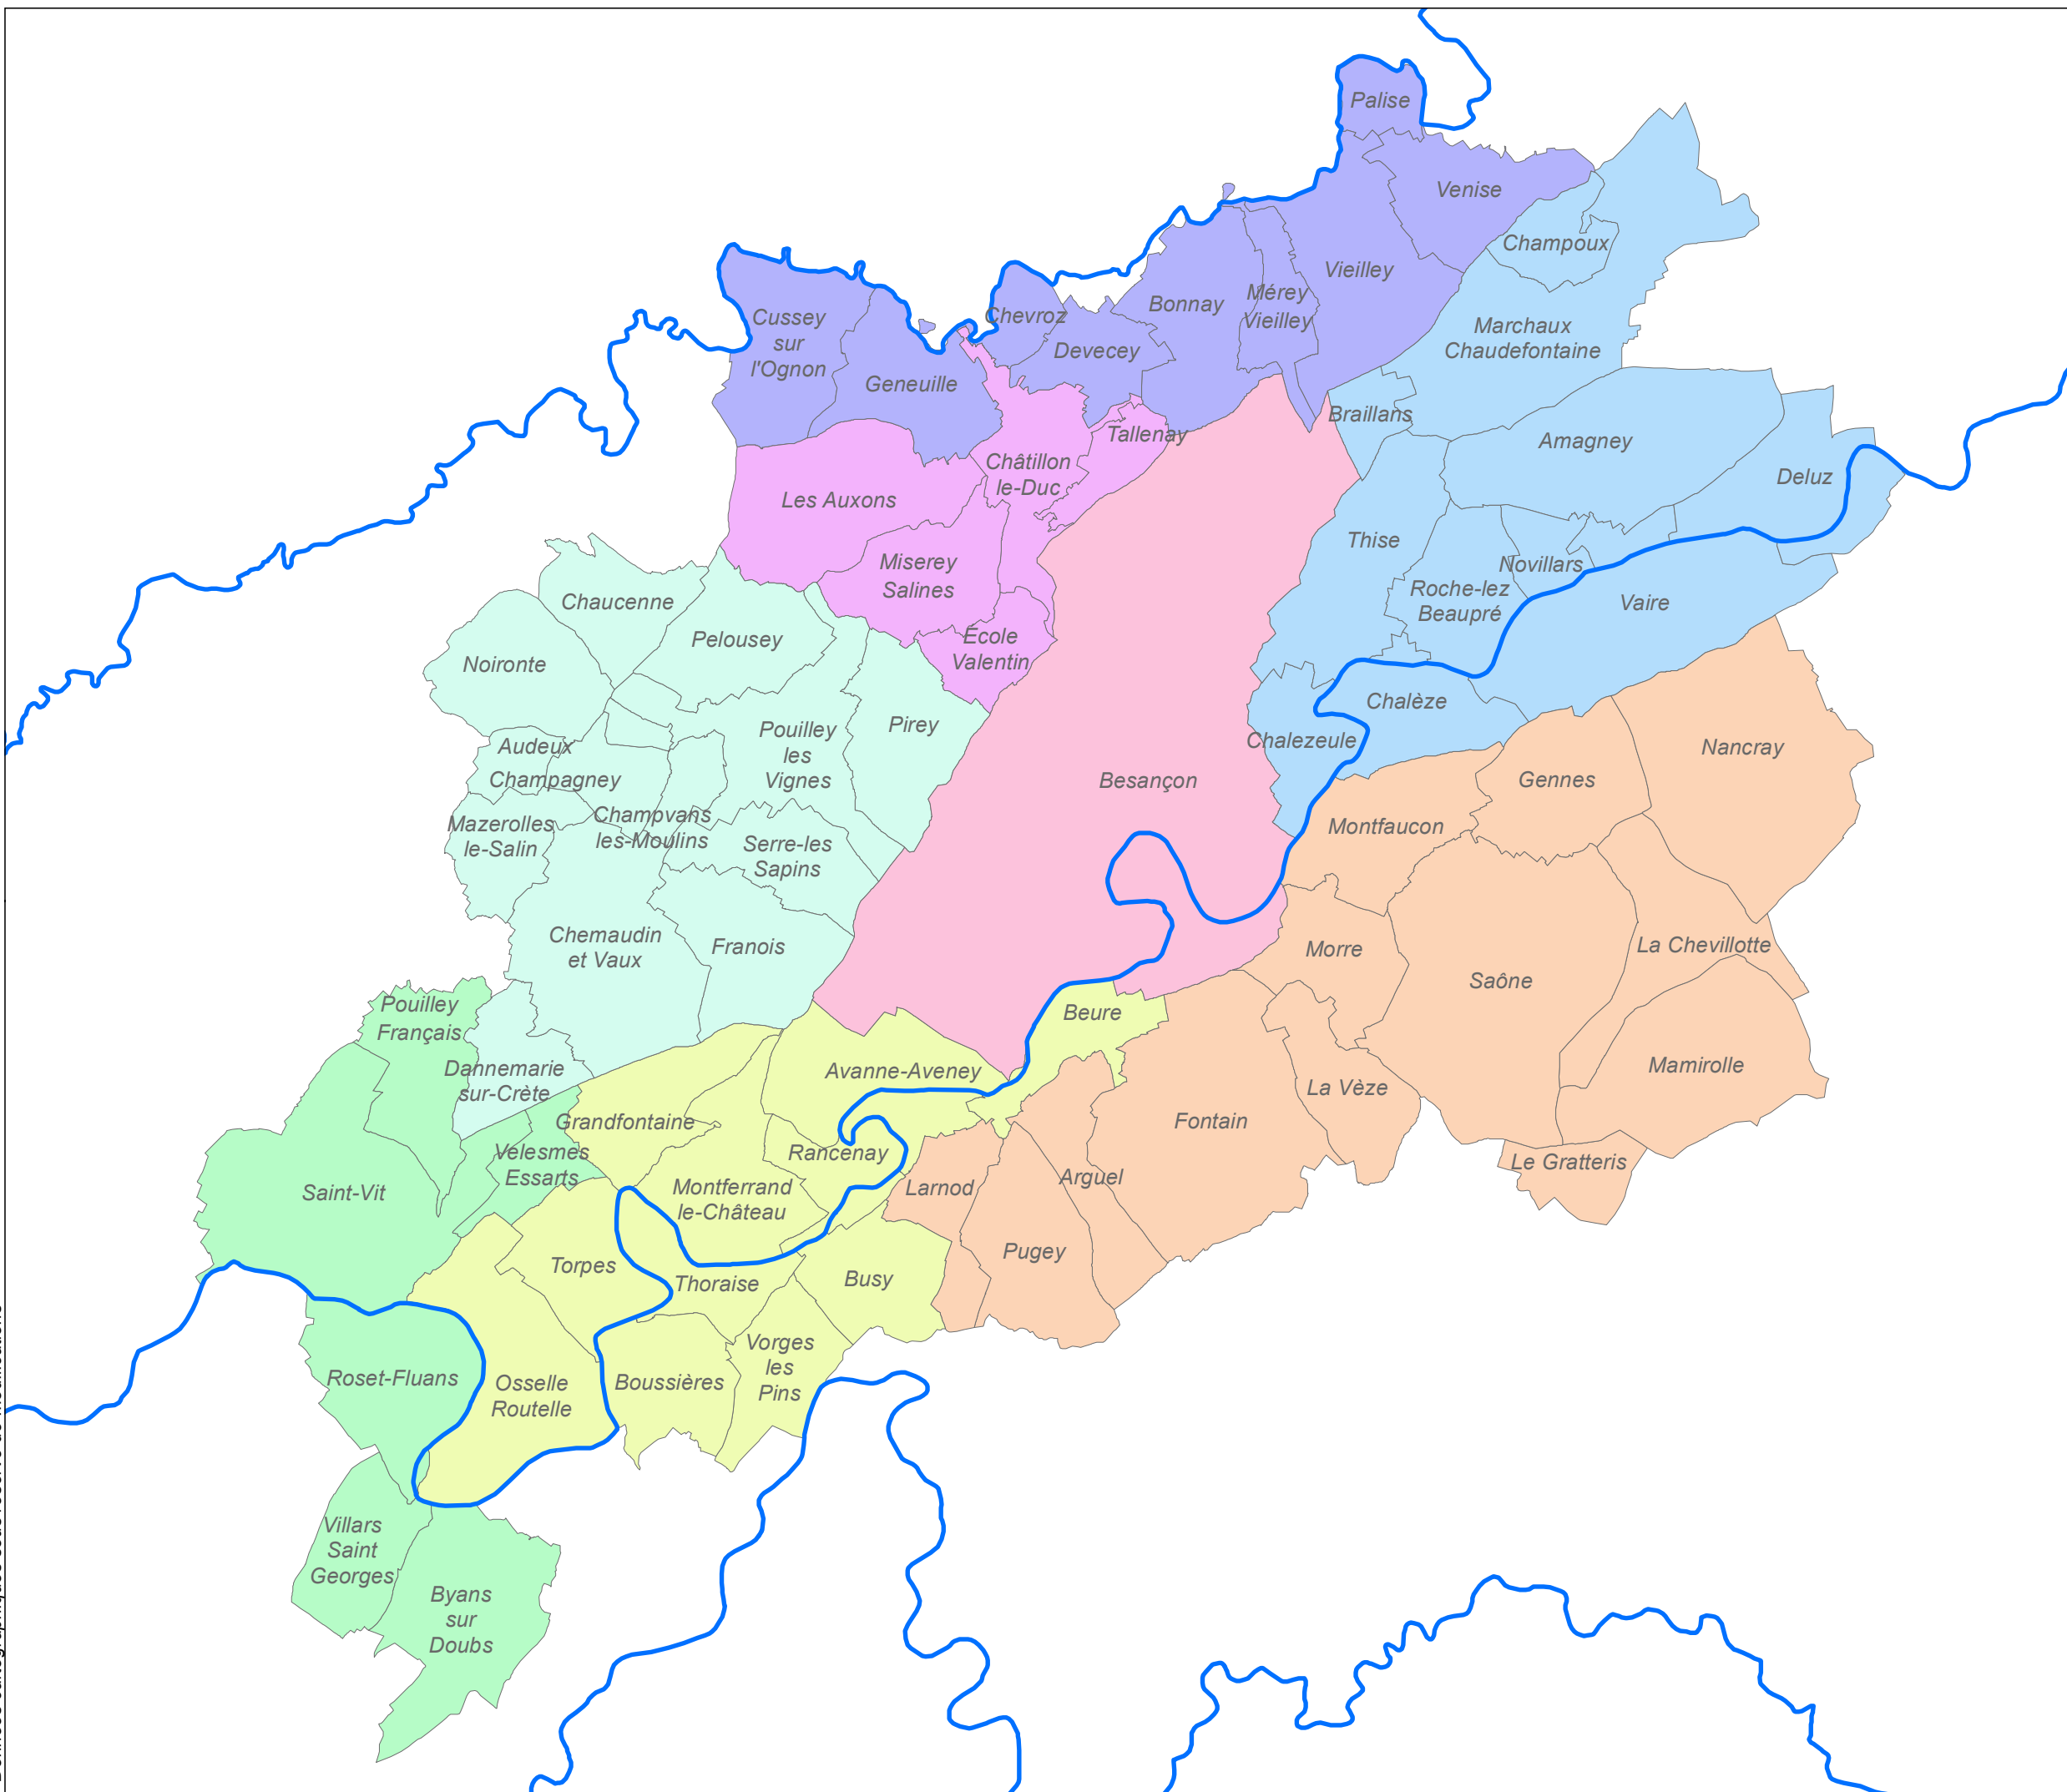 Palise
Venise
Champoux
Vieilley
Mérey
Vieilley
Bonnay
Chevroz
Devecey
Cussey
sur
l'Ognon
Geneuille
Marchaux
Chaudefontaine
Braillans
Amagney
Deluz
Tallenay
Châtillon
le-Duc
Les Auxons
Miserey
Salines
École
Valentin
Thise
Novillars
Roche-lez
Beaupré
Vaire
Chalèze
Chalezeule
Chaucenne
Pelousey
Noironte
Pirey
Pouilley
les
Vignes
Audeux
Champagney
Champvans
les-Moulins
Mazerolles
le-Salin
Serre-les
Sapins
Besançon
Nancray
Gennes
Montfaucon
Chemaudin
et Vaux
Franois
Morre
Saône
La Chevillotte
Mamirolle
Pouilley
Français
Dannemarie
sur-Crète
Beure
Avanne-Aveney
La Vèze
Fontain
Grandfontaine
Rancenay
Velesmes
Essarts
Saint-Vit
Montferrand
le-Château
Larnod
Arguel
Le Gratteris
Pugey
Torpes
Thoraise
Busy
Vorges
les
Pins
Boussières
Osselle
Routelle
Roset-Fluans
Villars
Saint
Georges
Byans
sur
Doubs